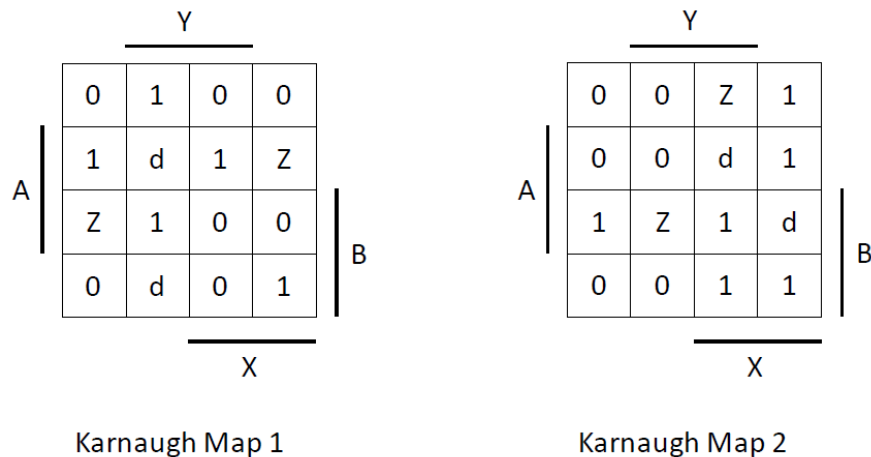 Y
0 1 0 0
1 d 1 Z
A
Z 1 0 0
B
0 d 0 1
X
Karnaugh Map 1
Y
0 0 Z 1
0 0 d 1
A
1 Z 1 d
B
0 0 1 1
X
Karnaugh Map 2